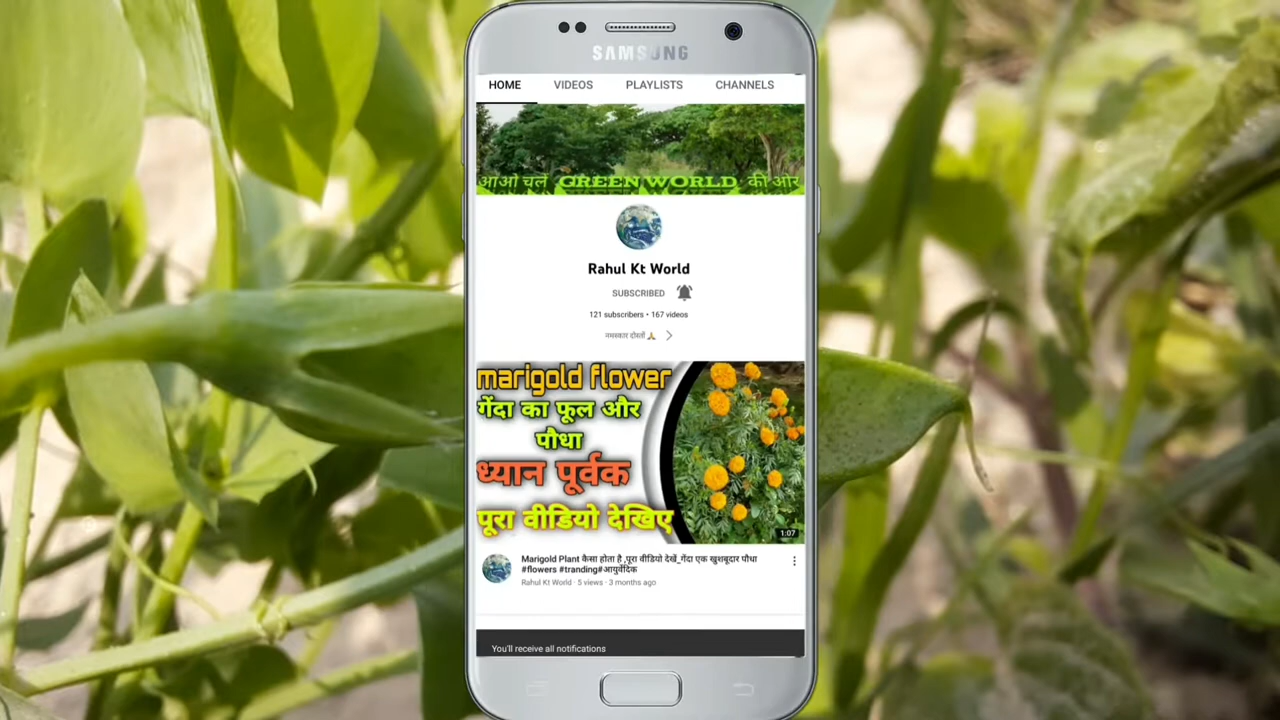 SAMSUNG
HOME VIDEOS PLAYLISTS CHANNELS
आओ चलें GREEN WORLD की ओर
Rahul Kt World
SUBSCRIBED
121 subscribers • 167 videos
नमस्कार दोस्तों 🙏
marigold flower
गेंदा का फूल और
पौधा
ध्यान पूर्वक
पूरा वीडियो देखिए
1:07
Marigold Plant कैसा होता है ,पूरा वीडियो देखें_गेंदा एक खुशबूदार पौधा
#flowers #tranding#आयुर्वेदिक
Rahul Kt World · 5 views · 3 months ago
You'll receive all notifications